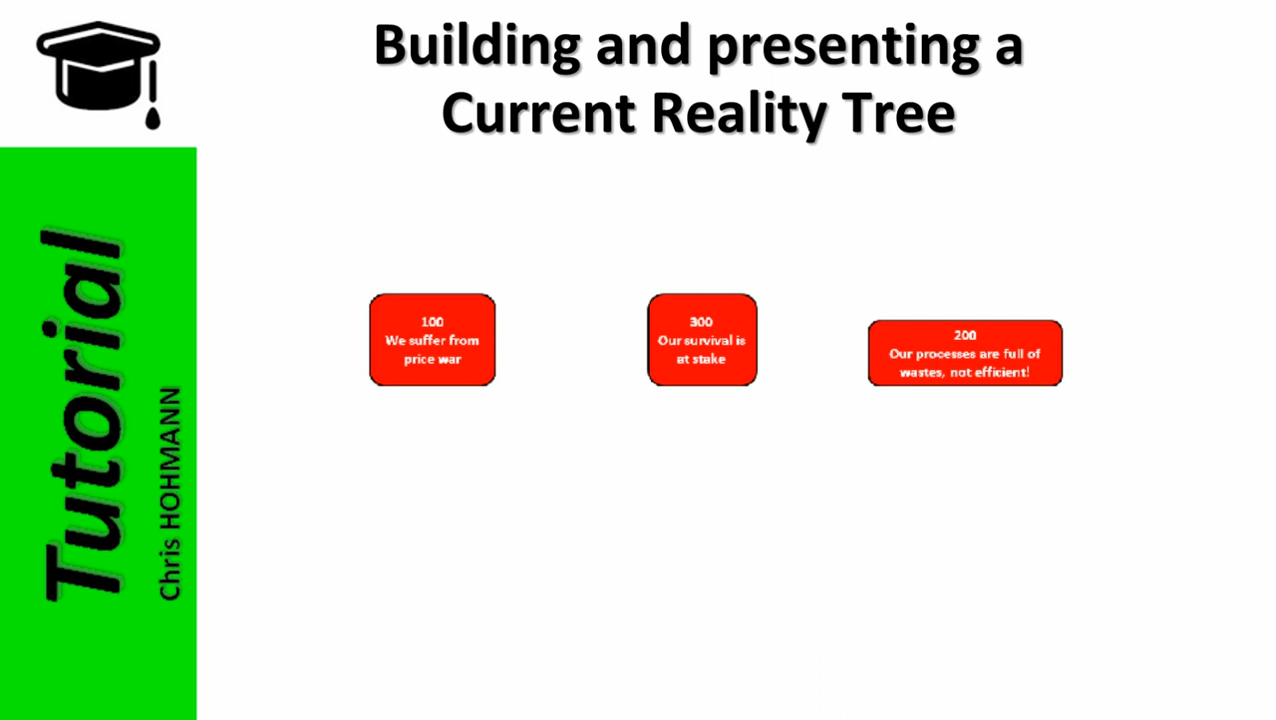 Building and presenting a
Current Reality Tree
Tutorial
Chris HOHMANN
100
We suffer from
price war
300
Our survival is
at stake
200
Our processes are full of
wastes, not efficient!